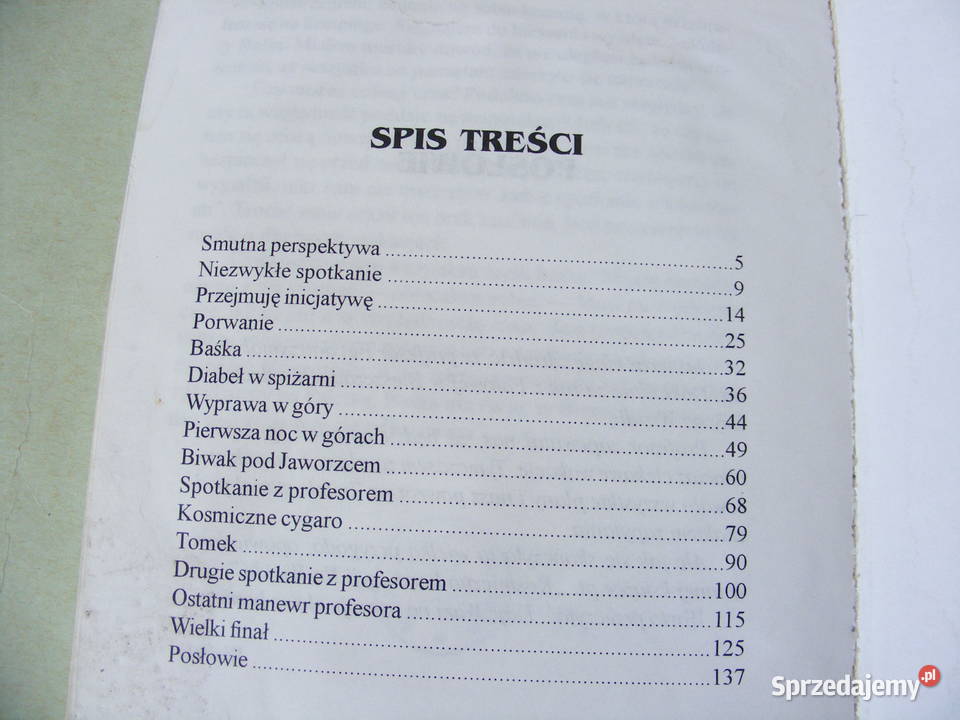 SPIS TREŚCI
Smutna perspektywa 5
Niezwykłe spotkanie 9
Przejmuję inicjatywę 14
Porwanie 25
Baśka 32
Diabeł w spiżarni 36
Wyprawa w góry 44
Pierwsza noc w górach 49
Biwak pod Jaworzcem 60
Spotkanie z profesorem 68
Kosmiczne cygaro 79
Tomek 90
Drugie spotkanie z profesorem 100
Ostatni manewr profesora 115
Wielki finał 125
Posłowie 137
Sprzedajemy.pl